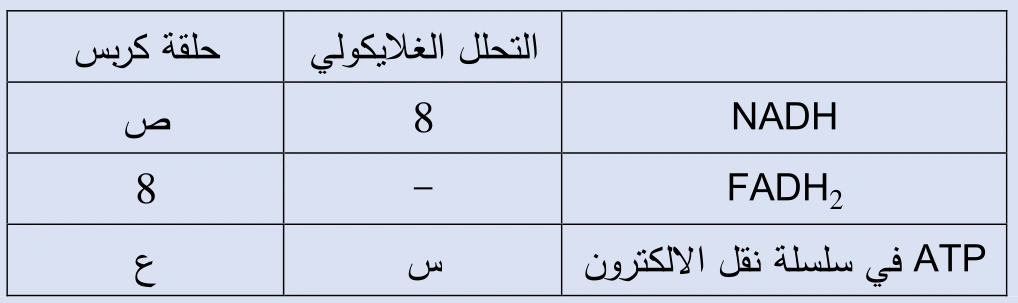 التحلل الغلايكولي حلقة كربس
NADH 8 ص
FADH₂ – 8
ATP في سلسلة نقل الالكترون س ع